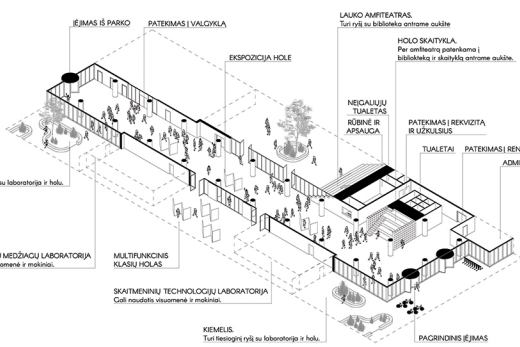 LAUKO AMFITEATRAS.
Turi ryšį su biblioteka antrame aukšte
ĮĖJIMAS IŠ PARKO
PATEKIMAS Į VALGYKLĄ
HOLO SKAITYKLA.
Per amfiteatrą patenkama į
biblioteką ir skaityklą antrame aukšte.
EKSPOZICIJA HOLE
NEĮGALIŲJŲ
TUALETAS
RŪBINĖ IR
APSAUGA
PATEKIMAS Į REKVIZITĄ
IR UŽKULSIUS
TUALETAI
PATEKIMAS Į REN
ADMI
su laboratorija ir holu.
Ų MEDŽIAGŲ LABORATORIJA
omenė ir mokiniai.
MULTIFUNKCINIS
KLASIŲ HOLAS
SKAITMENINIŲ TECHNOLOGIJŲ LABORATORIJA
Gali naudotis visuomenė ir mokiniai.
KIEMELIS.
Turi tiesioginį ryšį su laboratorija ir holu.
PAGRINDINIS ĮĖJIMAS